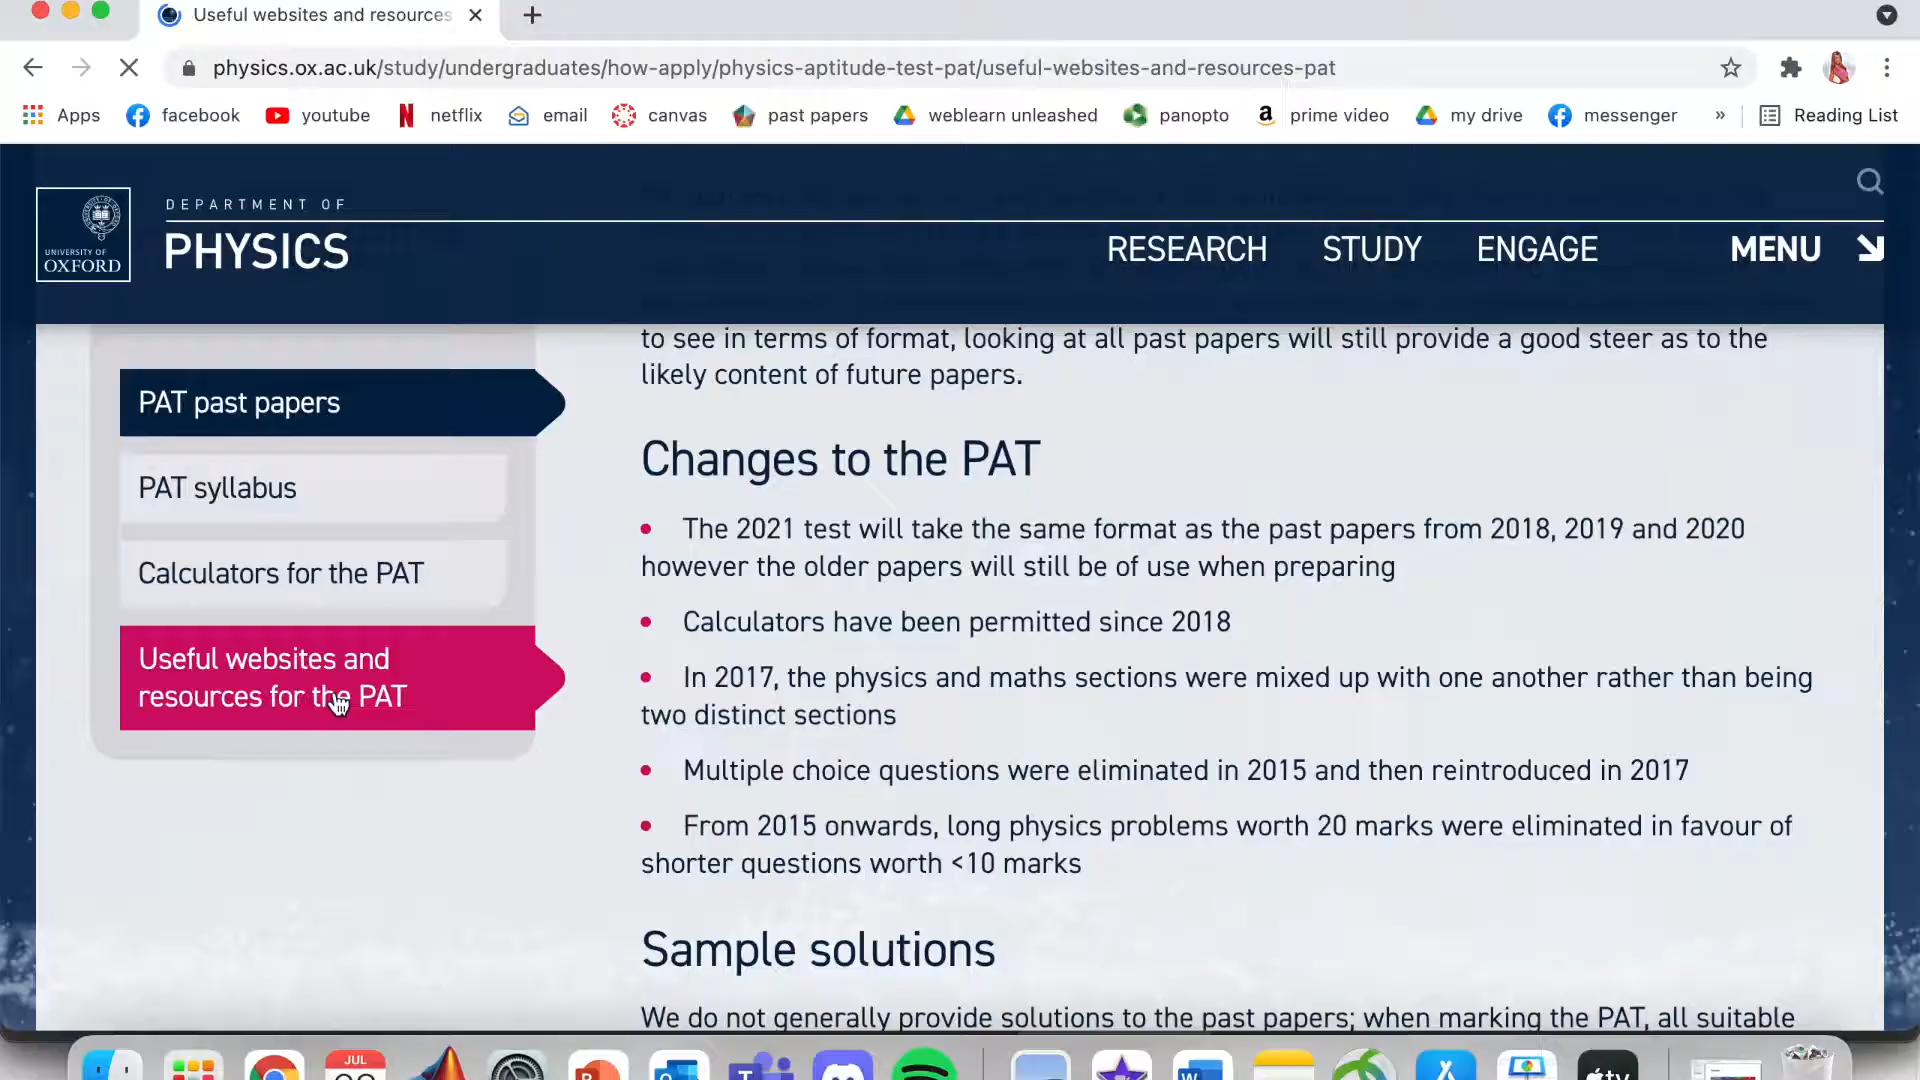 Useful websites and resources
physics.ox.ac.uk/study/undergraduates/how-apply/physics-aptitude-test-pat/useful-websites-and-resources-pat
Apps facebook youtube netflix email canvas past papers weblearn unleashed panopto prime video my drive messenger » Reading List
UNIVERSITY OF
OXFORD
DEPARTMENT OF
PHYSICS
RESEARCH STUDY ENGAGE MENU
PAT past papers
PAT syllabus
Calculators for the PAT
Useful websites and
resources for the PAT
to see in terms of format, looking at all past papers will still provide a good steer as to the
likely content of future papers.
Changes to the PAT
• The 2021 test will take the same format as the past papers from 2018, 2019 and 2020
however the older papers will still be of use when preparing
• Calculators have been permitted since 2018
• In 2017, the physics and maths sections were mixed up with one another rather than being
two distinct sections
• Multiple choice questions were eliminated in 2015 and then reintroduced in 2017
• From 2015 onwards, long physics problems worth 20 marks were eliminated in favour of
shorter questions worth <10 marks
Sample solutions
We do not generally provide solutions to the past papers; when marking the PAT, all suitable
JUL
tv